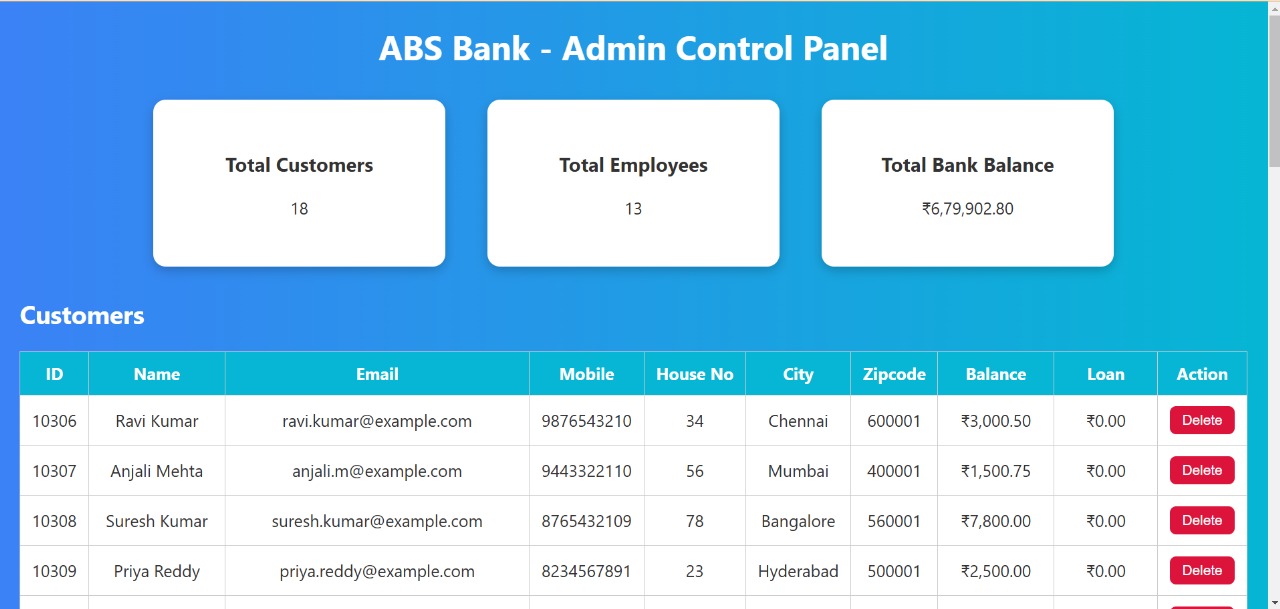 ABS Bank - Admin Control Panel
Total Customers Total Employees Total Bank Balance
18 13 ₹6,79,902.80
Customers
ID Name Email Mobile House No City Zipcode Balance Loan Action
10306 Ravi Kumar ravi.kumar@example.com 9876543210 34 Chennai 600001 ₹3,000.50 ₹0.00 Delete
10307 Anjali Mehta anjali.m@example.com 9443322110 56 Mumbai 400001 ₹1,500.75 ₹0.00 Delete
10308 Suresh Kumar suresh.kumar@example.com 8765432109 78 Bangalore 560001 ₹7,800.00 ₹0.00 Delete
10309 Priya Reddy priya.reddy@example.com 8234567891 23 Hyderabad 500001 ₹2,500.00 ₹0.00 Delete